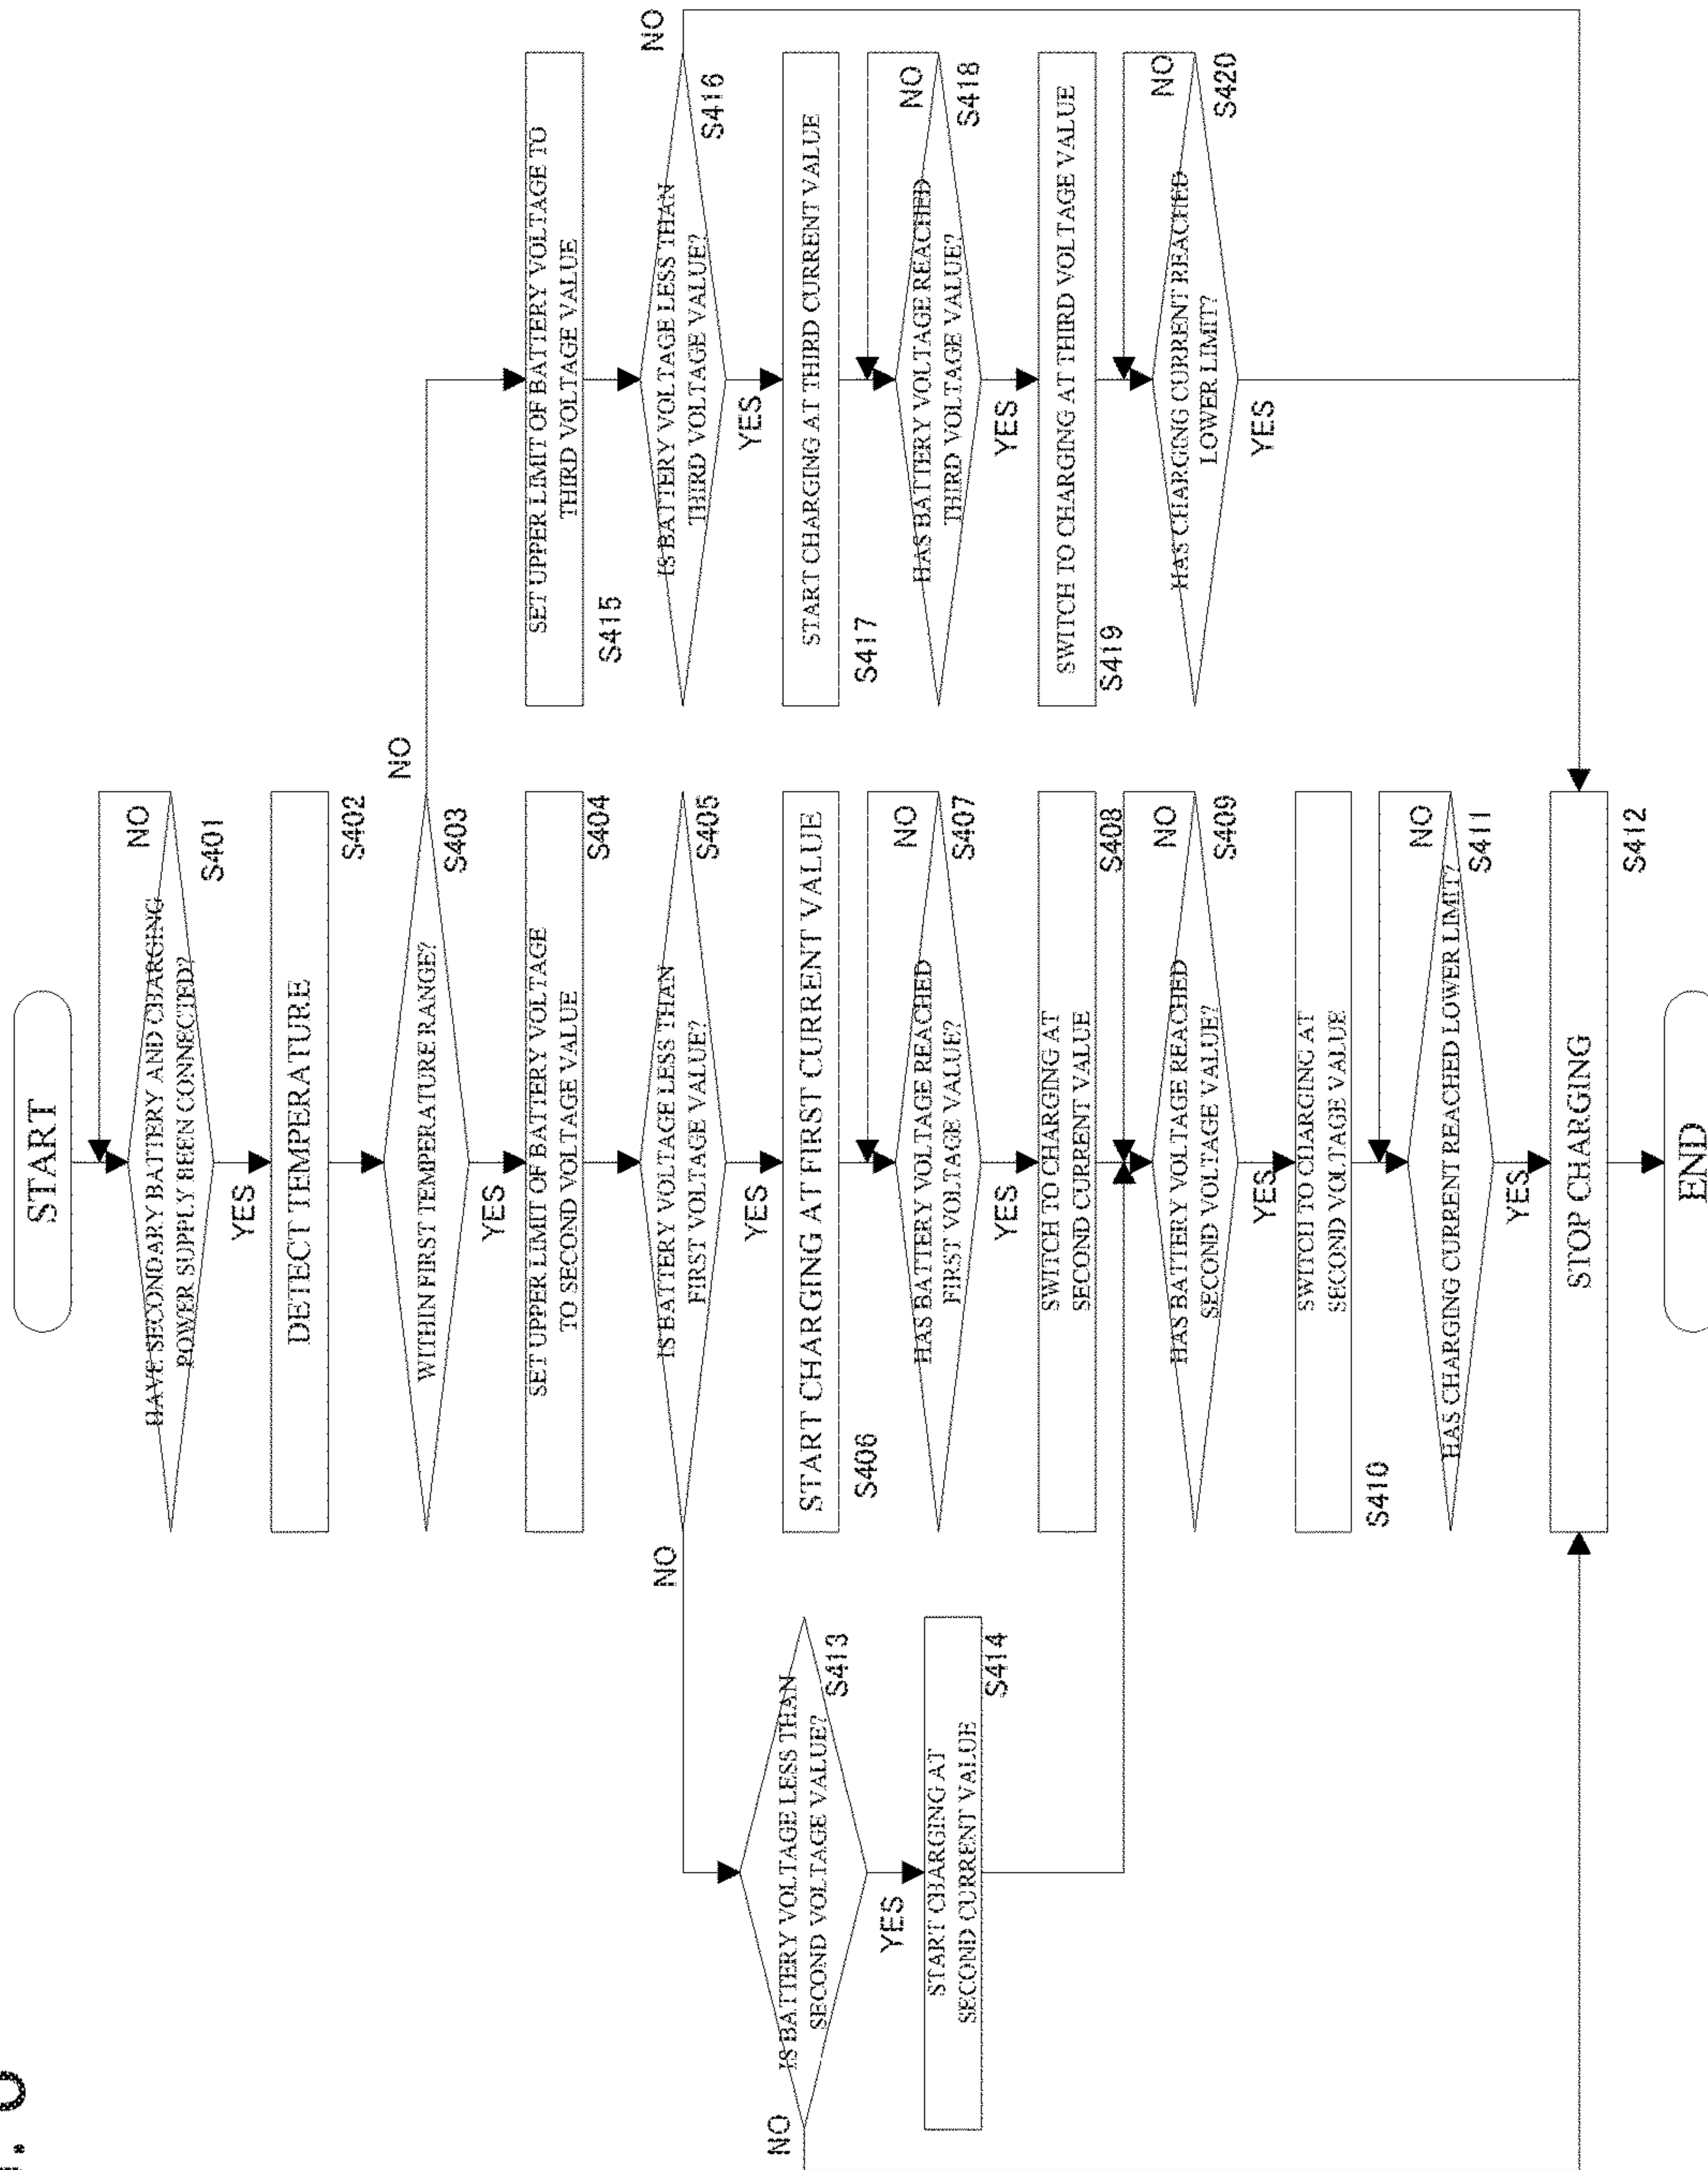 START
HAVE SECONDARY BATTERY AND CHARGING
POWER SUPPLY BEEN CONNECTED?
NO
S401
YES
DETECT TEMPERATURE
S402
WITHIN FIRST TEMPERATURE RANGE?
NO
S403
YES
SET UPPER LIMIT OF BATTERY VOLTAGE
TO SECOND VOLTAGE VALUE
S404
IS BATTERY VOLTAGE LESS THAN
FIRST VOLTAGE VALUE?
S405
NO
YES
START CHARGING AT FIRST CURRENT VALUE
S406
HAS BATTERY VOLTAGE REACHED
FIRST VOLTAGE VALUE?
NO
S407
YES
SWITCH TO CHARGING AT
SECOND CURRENT VALUE
S408
HAS BATTERY VOLTAGE REACHED
SECOND VOLTAGE VALUE?
NO
S409
YES
SWITCH TO CHARGING AT
SECOND VOLTAGE VALUE
S410
HAS CHARGING CURRENT REACHED LOWER LIMIT?
NO
S411
YES
STOP CHARGING
S412
END
IS BATTERY VOLTAGE LESS THAN
SECOND VOLTAGE VALUE?
S413
NO
YES
START CHARGING AT
SECOND CURRENT VALUE
S414
SET UPPER LIMIT OF BATTERY VOLTAGE TO
THIRD VOLTAGE VALUE
S415
IS BATTERY VOLTAGE LESS THAN
THIRD VOLTAGE VALUE?
NO
S416
YES
START CHARGING AT THIRD CURRENT VALUE
S417
HAS BATTERY VOLTAGE REACHED
THIRD VOLTAGE VALUE?
NO
S418
YES
SWITCH TO CHARGING AT THIRD VOLTAGE VALUE
S419
HAS CHARGING CURRENT REACHED
LOWER LIMIT?
NO
S420
YES